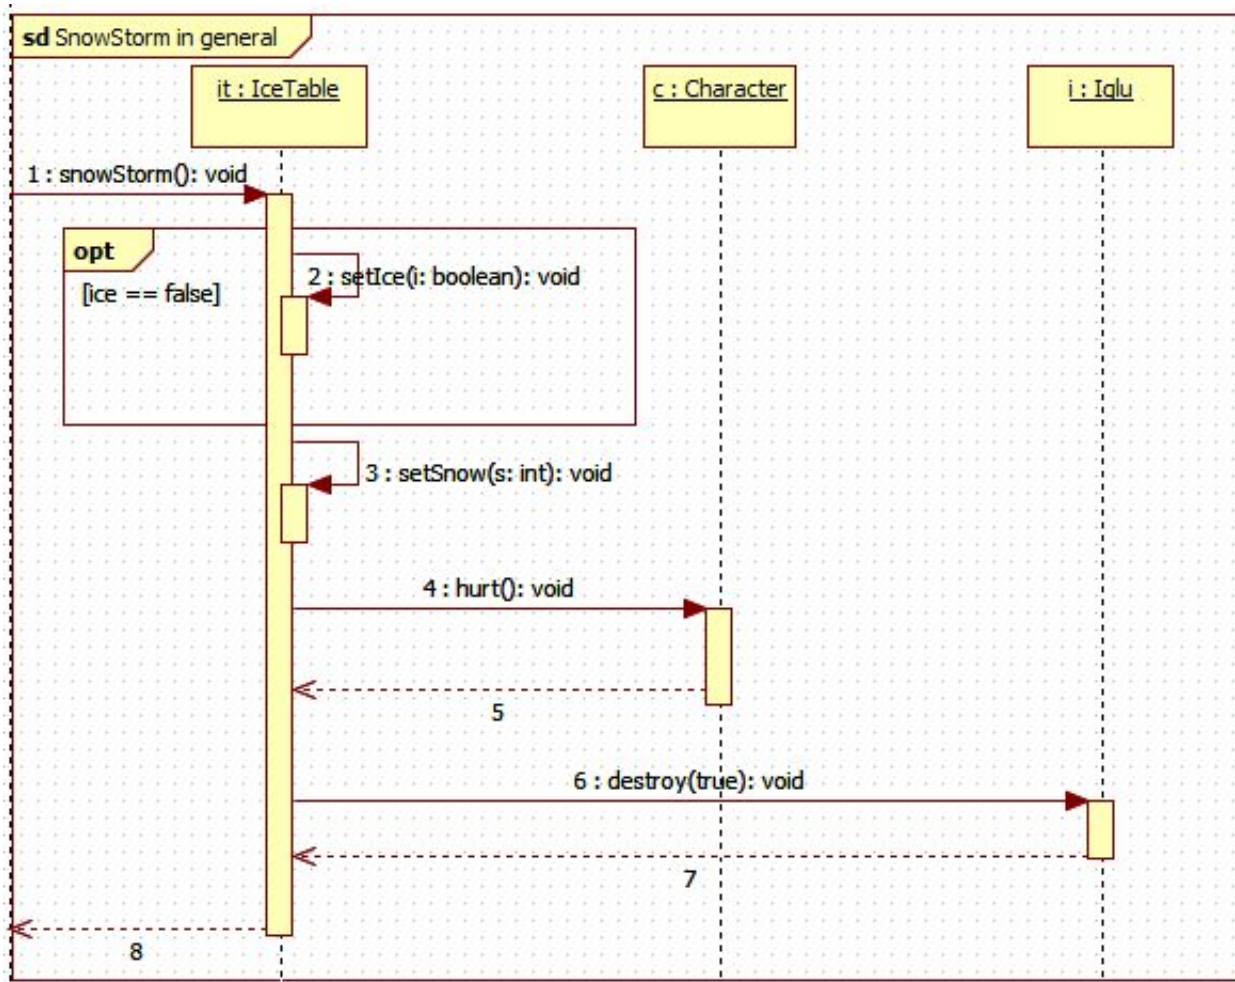 sd SnowStorm in general
it : IceTable
c : Character
i : Iglu
1 : snowStorm(): void
opt
2 : setIce(i: boolean): void
[ice == false]
3 : setSnow(s: int): void
4 : hurt(): void
5
6 : destroy(true): void
7
8